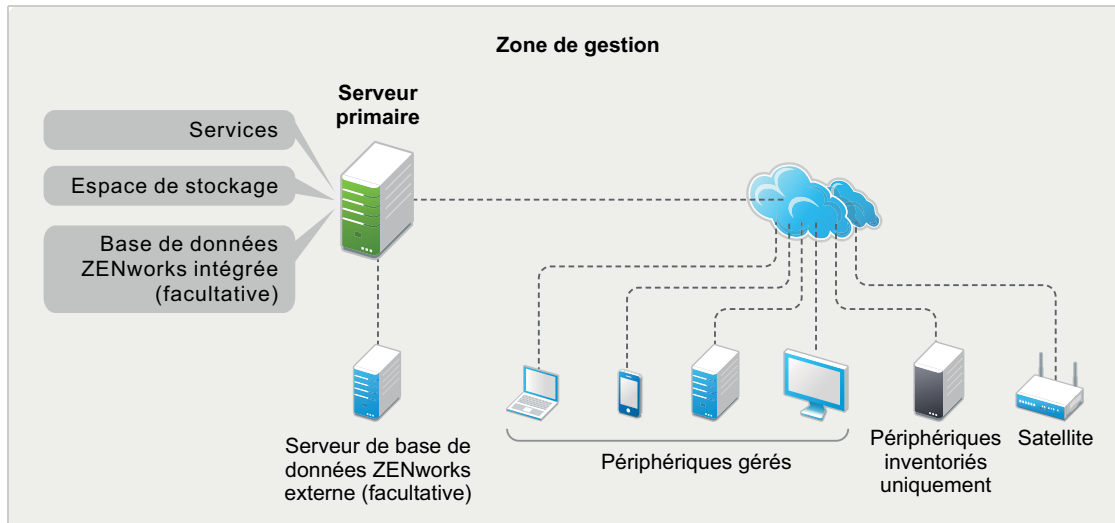 Zone de gestion
Serveur
primaire
Services
Espace de stockage
Base de données
ZENworks intégrée
(facultative)
Serveur de base de
données ZENworks
externe (facultative)
Périphériques gérés
Périphériques
inventoriés
uniquement
Satellite